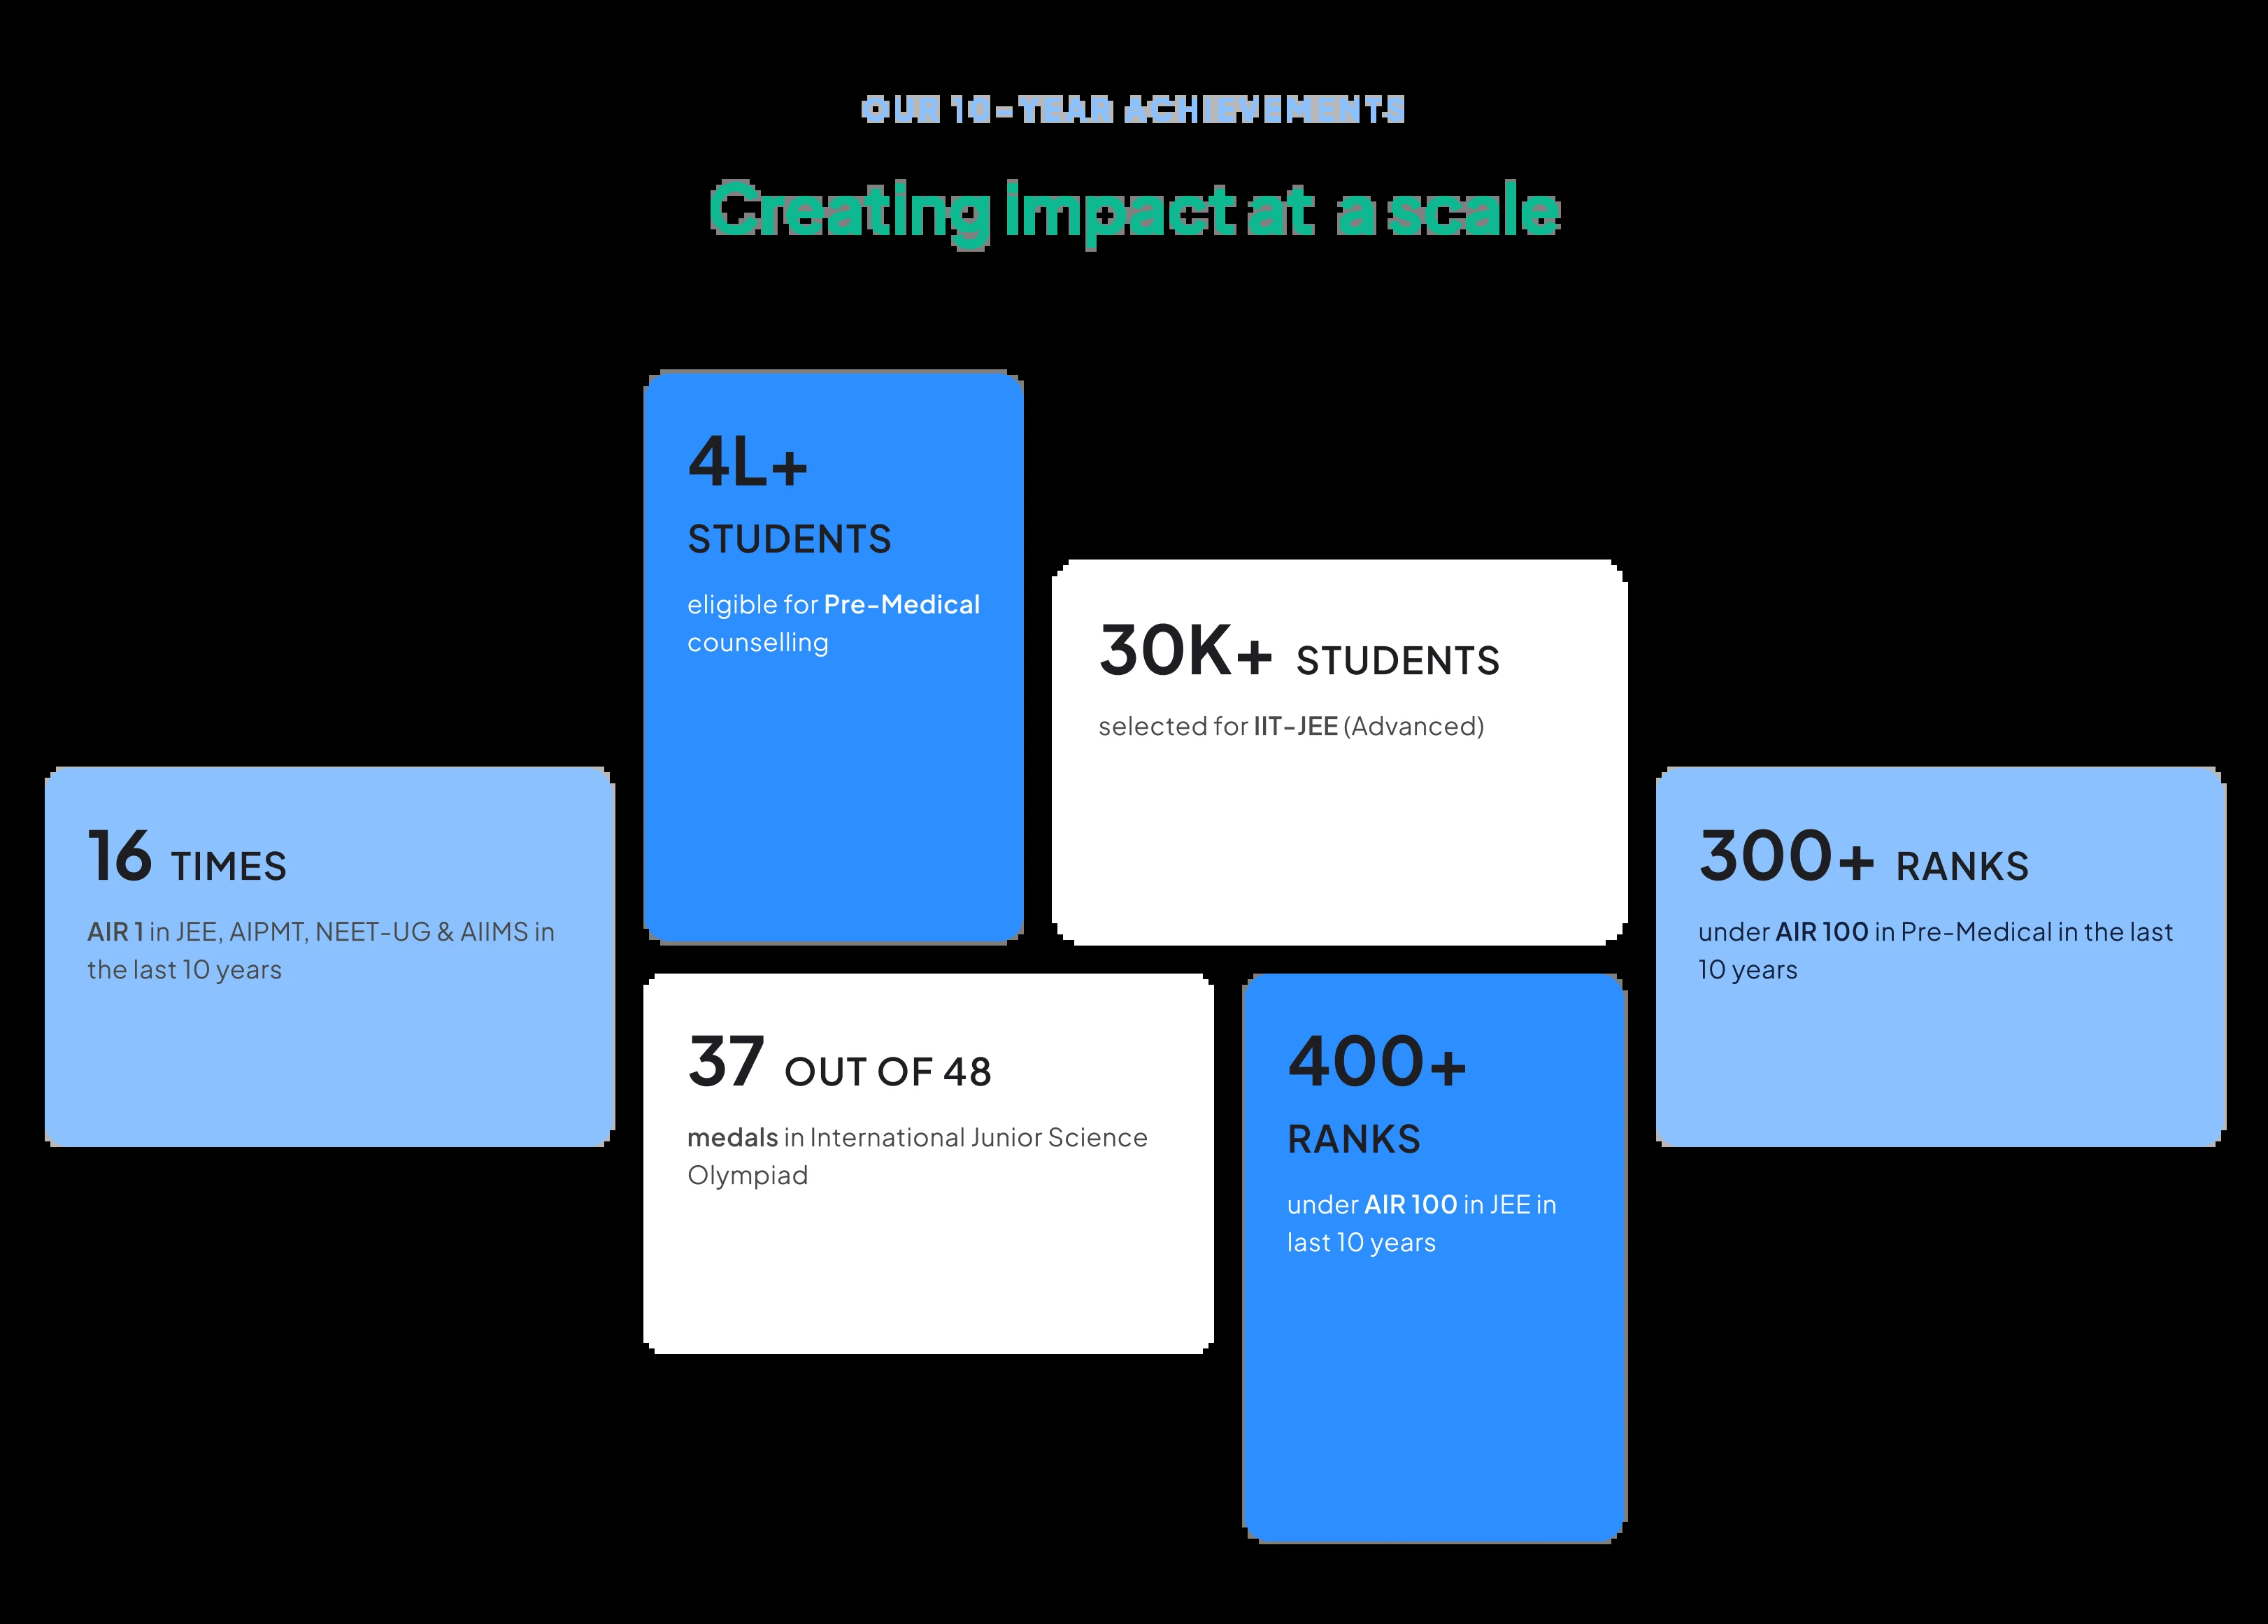 OUR 10-YEAR ACHIEVEMENTS
Creating impact at a scale
4L+
STUDENTS
eligible for Pre-Medical
counselling
30K+ STUDENTS
selected for IIT-JEE (Advanced)
16 TIMES
AIR 1 in JEE, AIPMT, NEET-UG & AIIMS in
the last 10 years
300+ RANKS
under AIR 100 in Pre-Medical in the last
10 years
37 OUT OF 48
medals in International Junior Science
Olympiad
400+
RANKS
under AIR 100 in JEE in
last 10 years